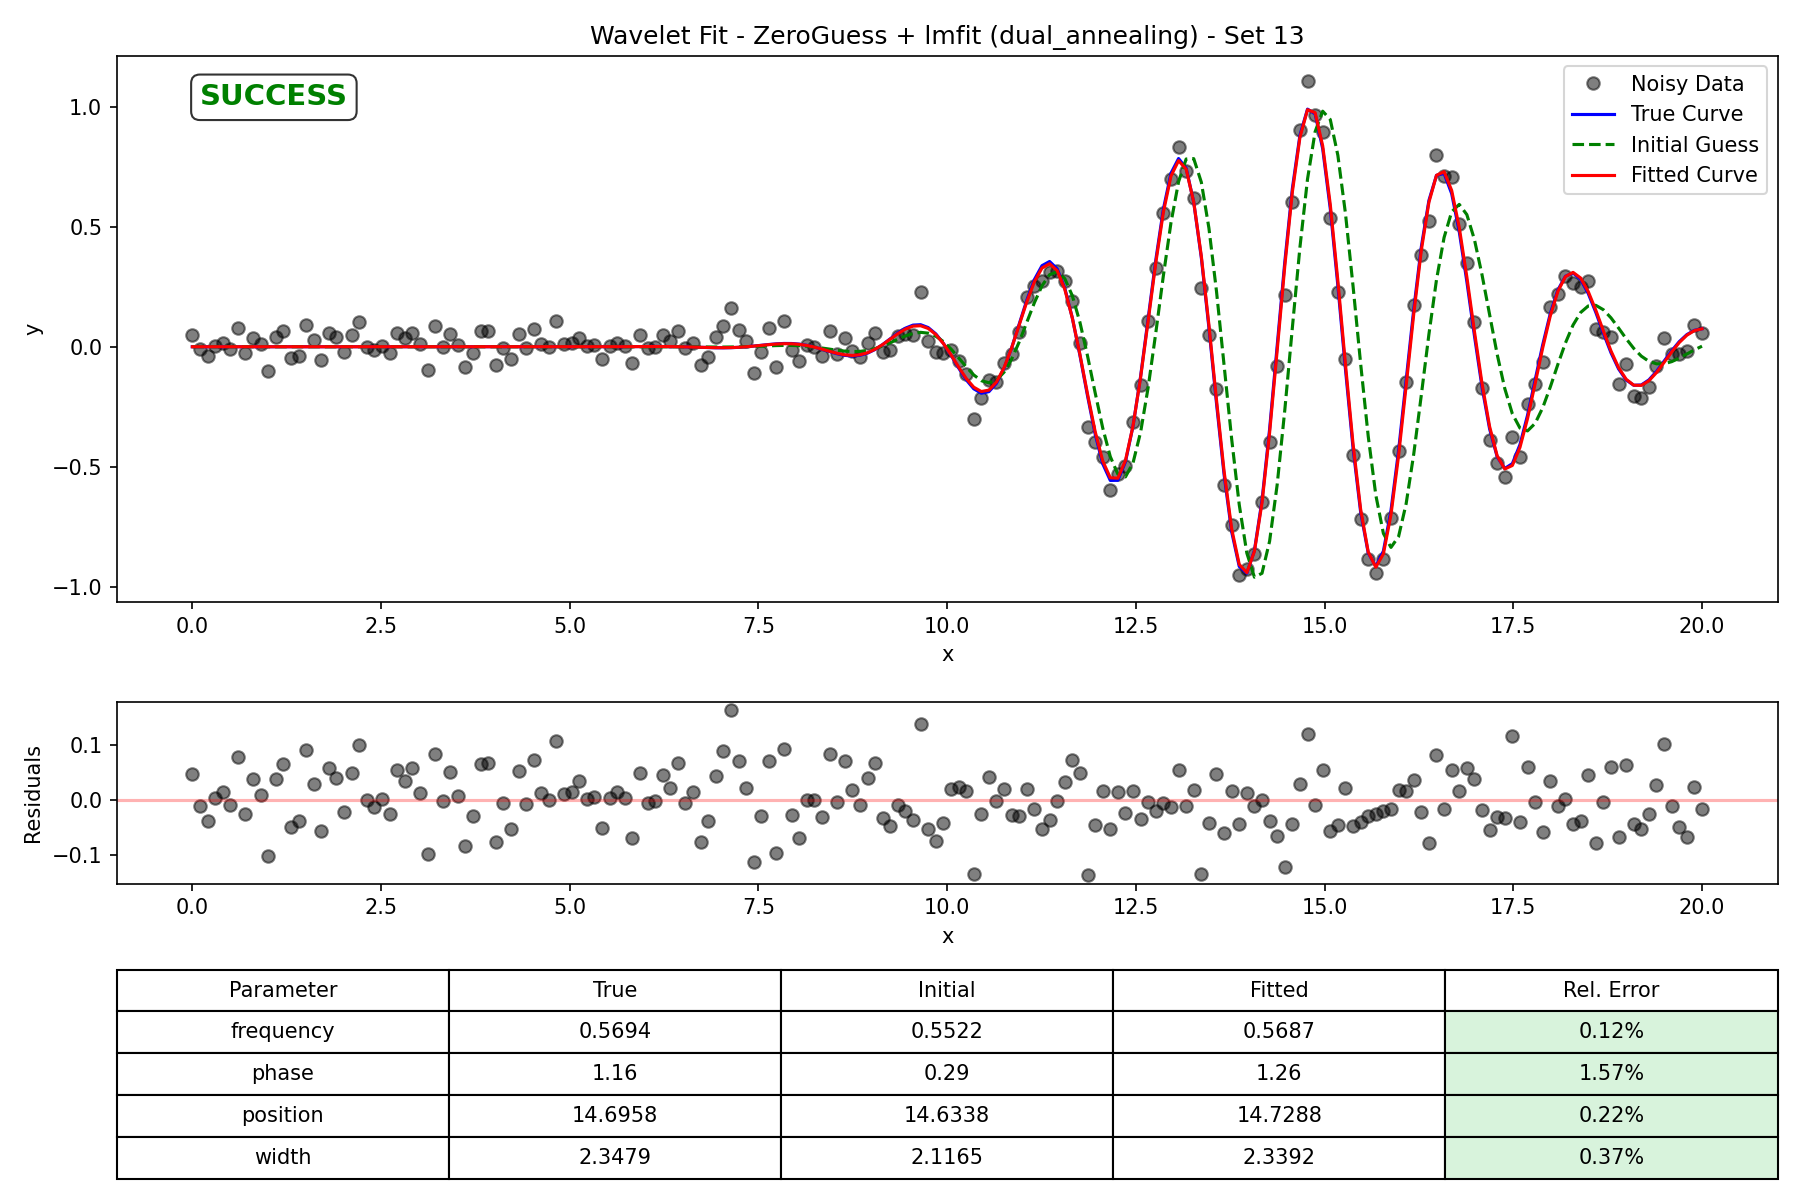 Wavelet Fit - ZeroGuess + lmfit (dual_annealing) - Set 13
SUCCESS
Noisy Data
True Curve
Initial Guess
Fitted Curve
y
1.0
0.5
0.0
−0.5
−1.0
0.0 2.5 5.0 7.5 10.0 12.5 15.0 17.5 20.0
x
Residuals
0.1
0.0
−0.1
0.0 2.5 5.0 7.5 10.0 12.5 15.0 17.5 20.0
x
Parameter True Initial Fitted Rel. Error
frequency 0.5694 0.5522 0.5687 0.12%
phase 1.16 0.29 1.26 1.57%
position 14.6958 14.6338 14.7288 0.22%
width 2.3479 2.1165 2.3392 0.37%